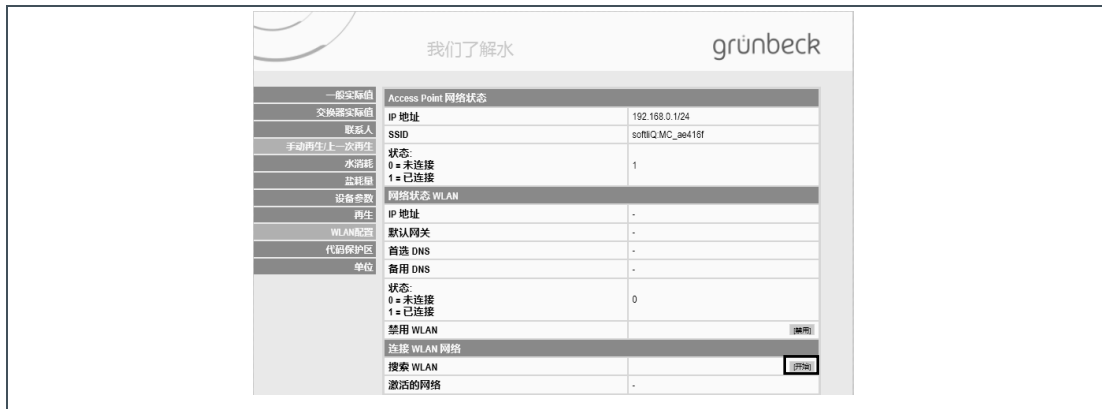 我们了解水
grünbeck
一般实际值
交换器实际值
联系人
手动再生/上一次再生
水消耗
盐耗量
设备参数
再生
WLAN配置
代码保护区
单位
Access Point 网络状态
IP 地址 192.168.0.1/24
SSID softliQ:MC_ae416f
状态:
0 = 未连接
1 = 已连接
1
网络状态 WLAN
IP 地址 -
默认网关 -
首选 DNS -
备用 DNS -
状态:
0 = 未连接
1 = 已连接
0
禁用 WLAN [禁用]
连接 WLAN 网络
搜索 WLAN [开始]
激活的网络 -